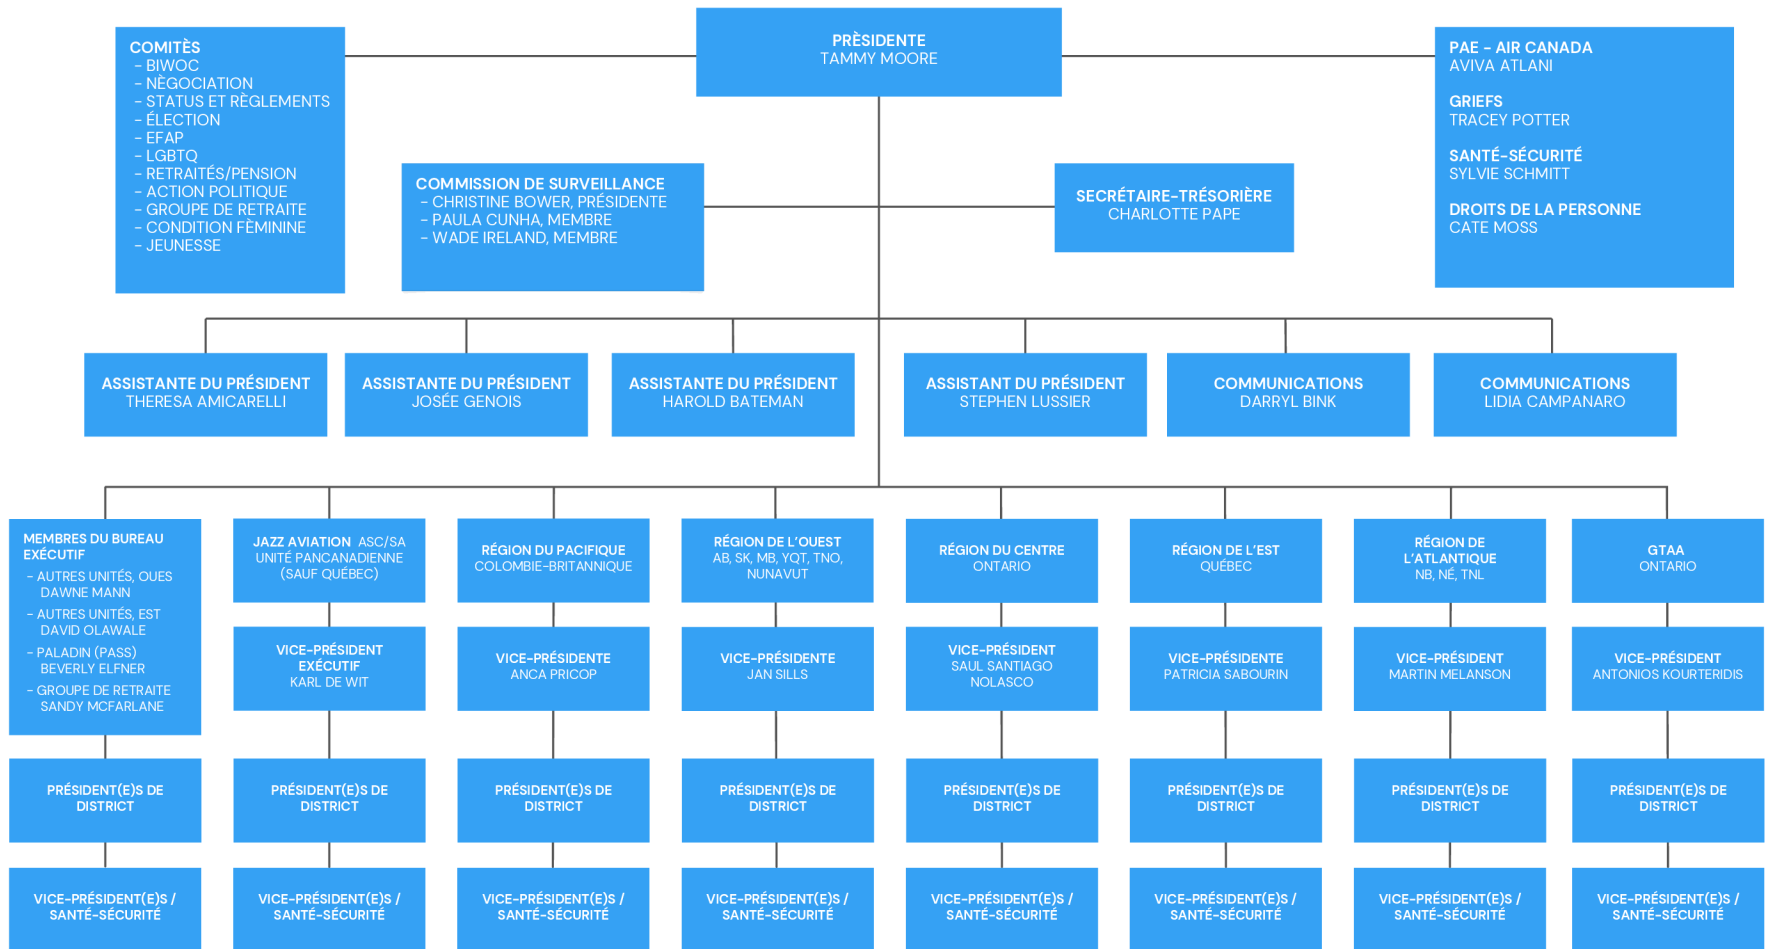 PRÈSIDENTE
TAMMY MOORE
COMITÈS
- BIWOC
- NÈGOCIATION
- STATUS ET RÈGLEMENTS
- ÉLECTION
- EFAP
- LGBTQ
- RETRAITÉS/PENSION
- ACTION POLITIQUE
- GROUPE DE RETRAITE
- CONDITION FÈMININE
- JEUNESSE
PAE - AIR CANADA
AVIVA ATLANI
GRIEFS
TRACEY POTTER
SANTÉ-SÉCURITÉ
SYLVIE SCHMITT
DROITS DE LA PERSONNE
CATE MOSS
COMMISSION DE SURVEILLANCE
- CHRISTINE BOWER, PRÉSIDENTE
- PAULA CUNHA, MEMBRE
- WADE IRELAND, MEMBRE
SECRÉTAIRE-TRÉSORIÈRE
CHARLOTTE PAPE
ASSISTANTE DU PRÉSIDENT
THERESA AMICARELLI
ASSISTANTE DU PRÉSIDENT
JOSÉE GENOIS
ASSISTANTE DU PRÉSIDENT
HAROLD BATEMAN
ASSISTANT DU PRÉSIDENT
STEPHEN LUSSIER
COMMUNICATIONS
DARRYL BINK
COMMUNICATIONS
LIDIA CAMPANARO
MEMBRES DU BUREAU
EXÉCUTIF
- AUTRES UNITÉS, OUES
DAWNE MANN
- AUTRES UNITÉS, EST
DAVID OLAWALE
- PALADIN (PASS)
BEVERLY ELFNER
- GROUPE DE RETRAITE
SANDY MCFARLANE
JAZZ AVIATION ASC/SA
UNITÉ PANCANADIENNE
(SAUF QUÉBEC)
RÉGION DU PACIFIQUE
COLOMBIE-BRITANNIQUE
RÉGION DE L'OUEST
AB, SK, MB, YQT, TNO,
NUNAVUT
RÉGION DU CENTRE
ONTARIO
RÉGION DE L'EST
QUÉBEC
RÉGION DE
L'ATLANTIQUE
NB, NÉ, TNL
GTAA
ONTARIO
VICE-PRÉSIDENT
EXÉCUTIF
KARL DE WIT
VICE-PRÉSIDENTE
ANCA PRICOP
VICE-PRÉSIDENTE
JAN SILLS
VICE-PRÉSIDENT
SAUL SANTIAGO
NOLASCO
VICE-PRÉSIDENTE
PATRICIA SABOURIN
VICE-PRÉSIDENT
MARTIN MELANSON
VICE-PRÉSIDENT
ANTONIOS KOURTERIDIS
PRÉSIDENT(E)S DE
DISTRICT
PRÉSIDENT(E)S DE
DISTRICT
PRÉSIDENT(E)S DE
DISTRICT
PRÉSIDENT(E)S DE
DISTRICT
PRÉSIDENT(E)S DE
DISTRICT
PRÉSIDENT(E)S DE
DISTRICT
PRÉSIDENT(E)S DE
DISTRICT
PRÉSIDENT(E)S DE
DISTRICT
VICE-PRÉSIDENT(E)S /
SANTÉ-SÉCURITÉ
VICE-PRÉSIDENT(E)S /
SANTÉ-SÉCURITÉ
VICE-PRÉSIDENT(E)S /
SANTÉ-SÉCURITÉ
VICE-PRÉSIDENT(E)S /
SANTÉ-SÉCURITÉ
VICE-PRÉSIDENT(E)S /
SANTÉ-SÉCURITÉ
VICE-PRÉSIDENT(E)S /
SANTÉ-SÉCURITÉ
VICE-PRÉSIDENT(E)S /
SANTÉ-SÉCURITÉ
VICE-PRÉSIDENT(E)S /
SANTÉ-SÉCURITÉ